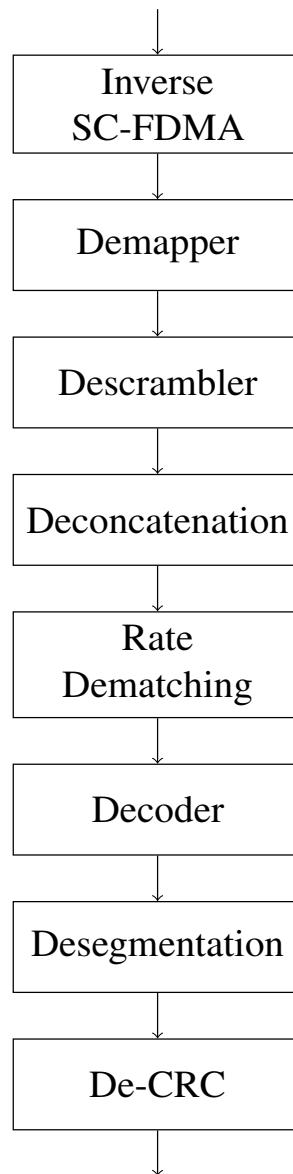 Inverse
SC-FDMA
Demapper
Descrambler
Deconcatenation
Rate
Dematching
Decoder
Desegmentation
De-CRC